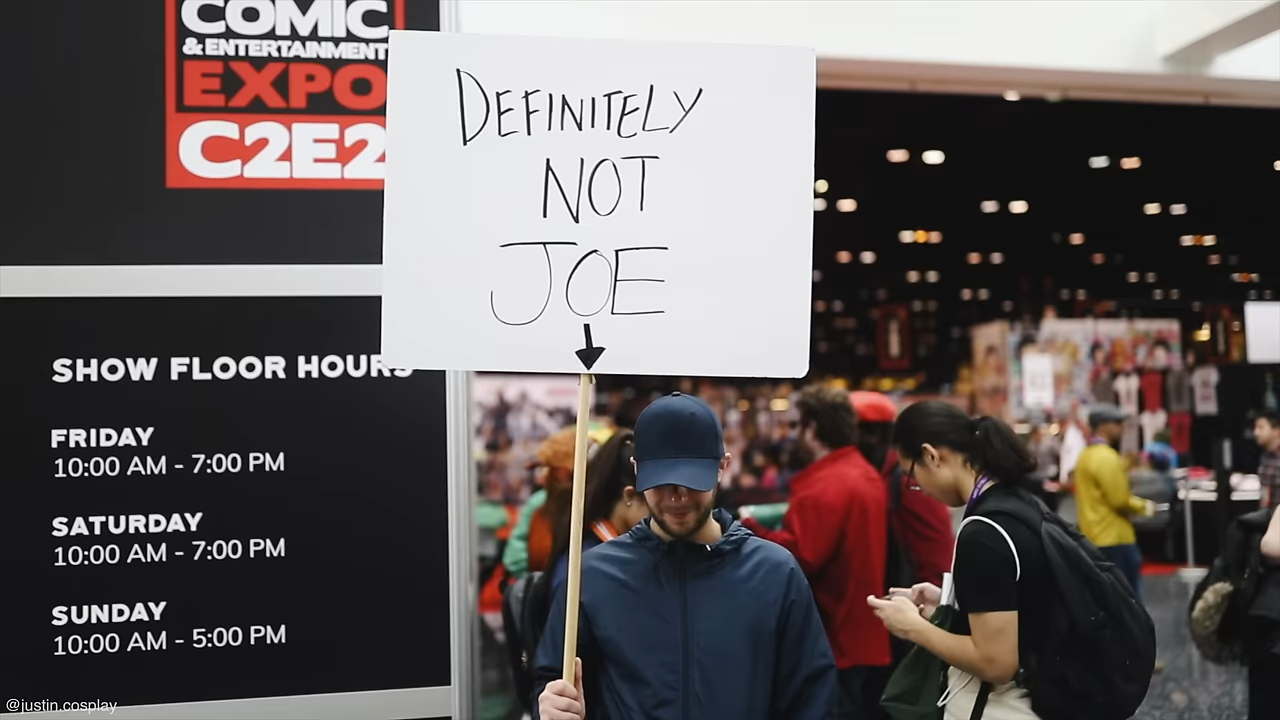 COMIC
& ENTERTAINMENT
EXPO
C2E2
DEFINITELY
NOT
JOE
SHOW FLOOR HOURS
FRIDAY
10:00 AM - 7:00 PM
SATURDAY
10:00 AM - 7:00 PM
SUNDAY
10:00 AM - 5:00 PM
@justin.cosplay